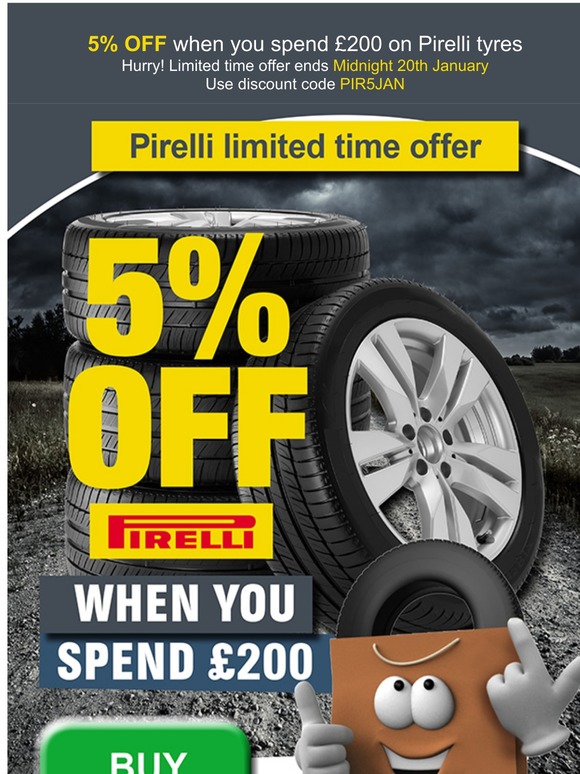 5% OFF when you spend £200 on Pirelli tyres
Hurry! Limited time offer ends Midnight 20th January
Use discount code PIR5JAN
Pirelli limited time offer
5%
OFF
PIRELLI
WHEN YOU
SPEND £200
BUY